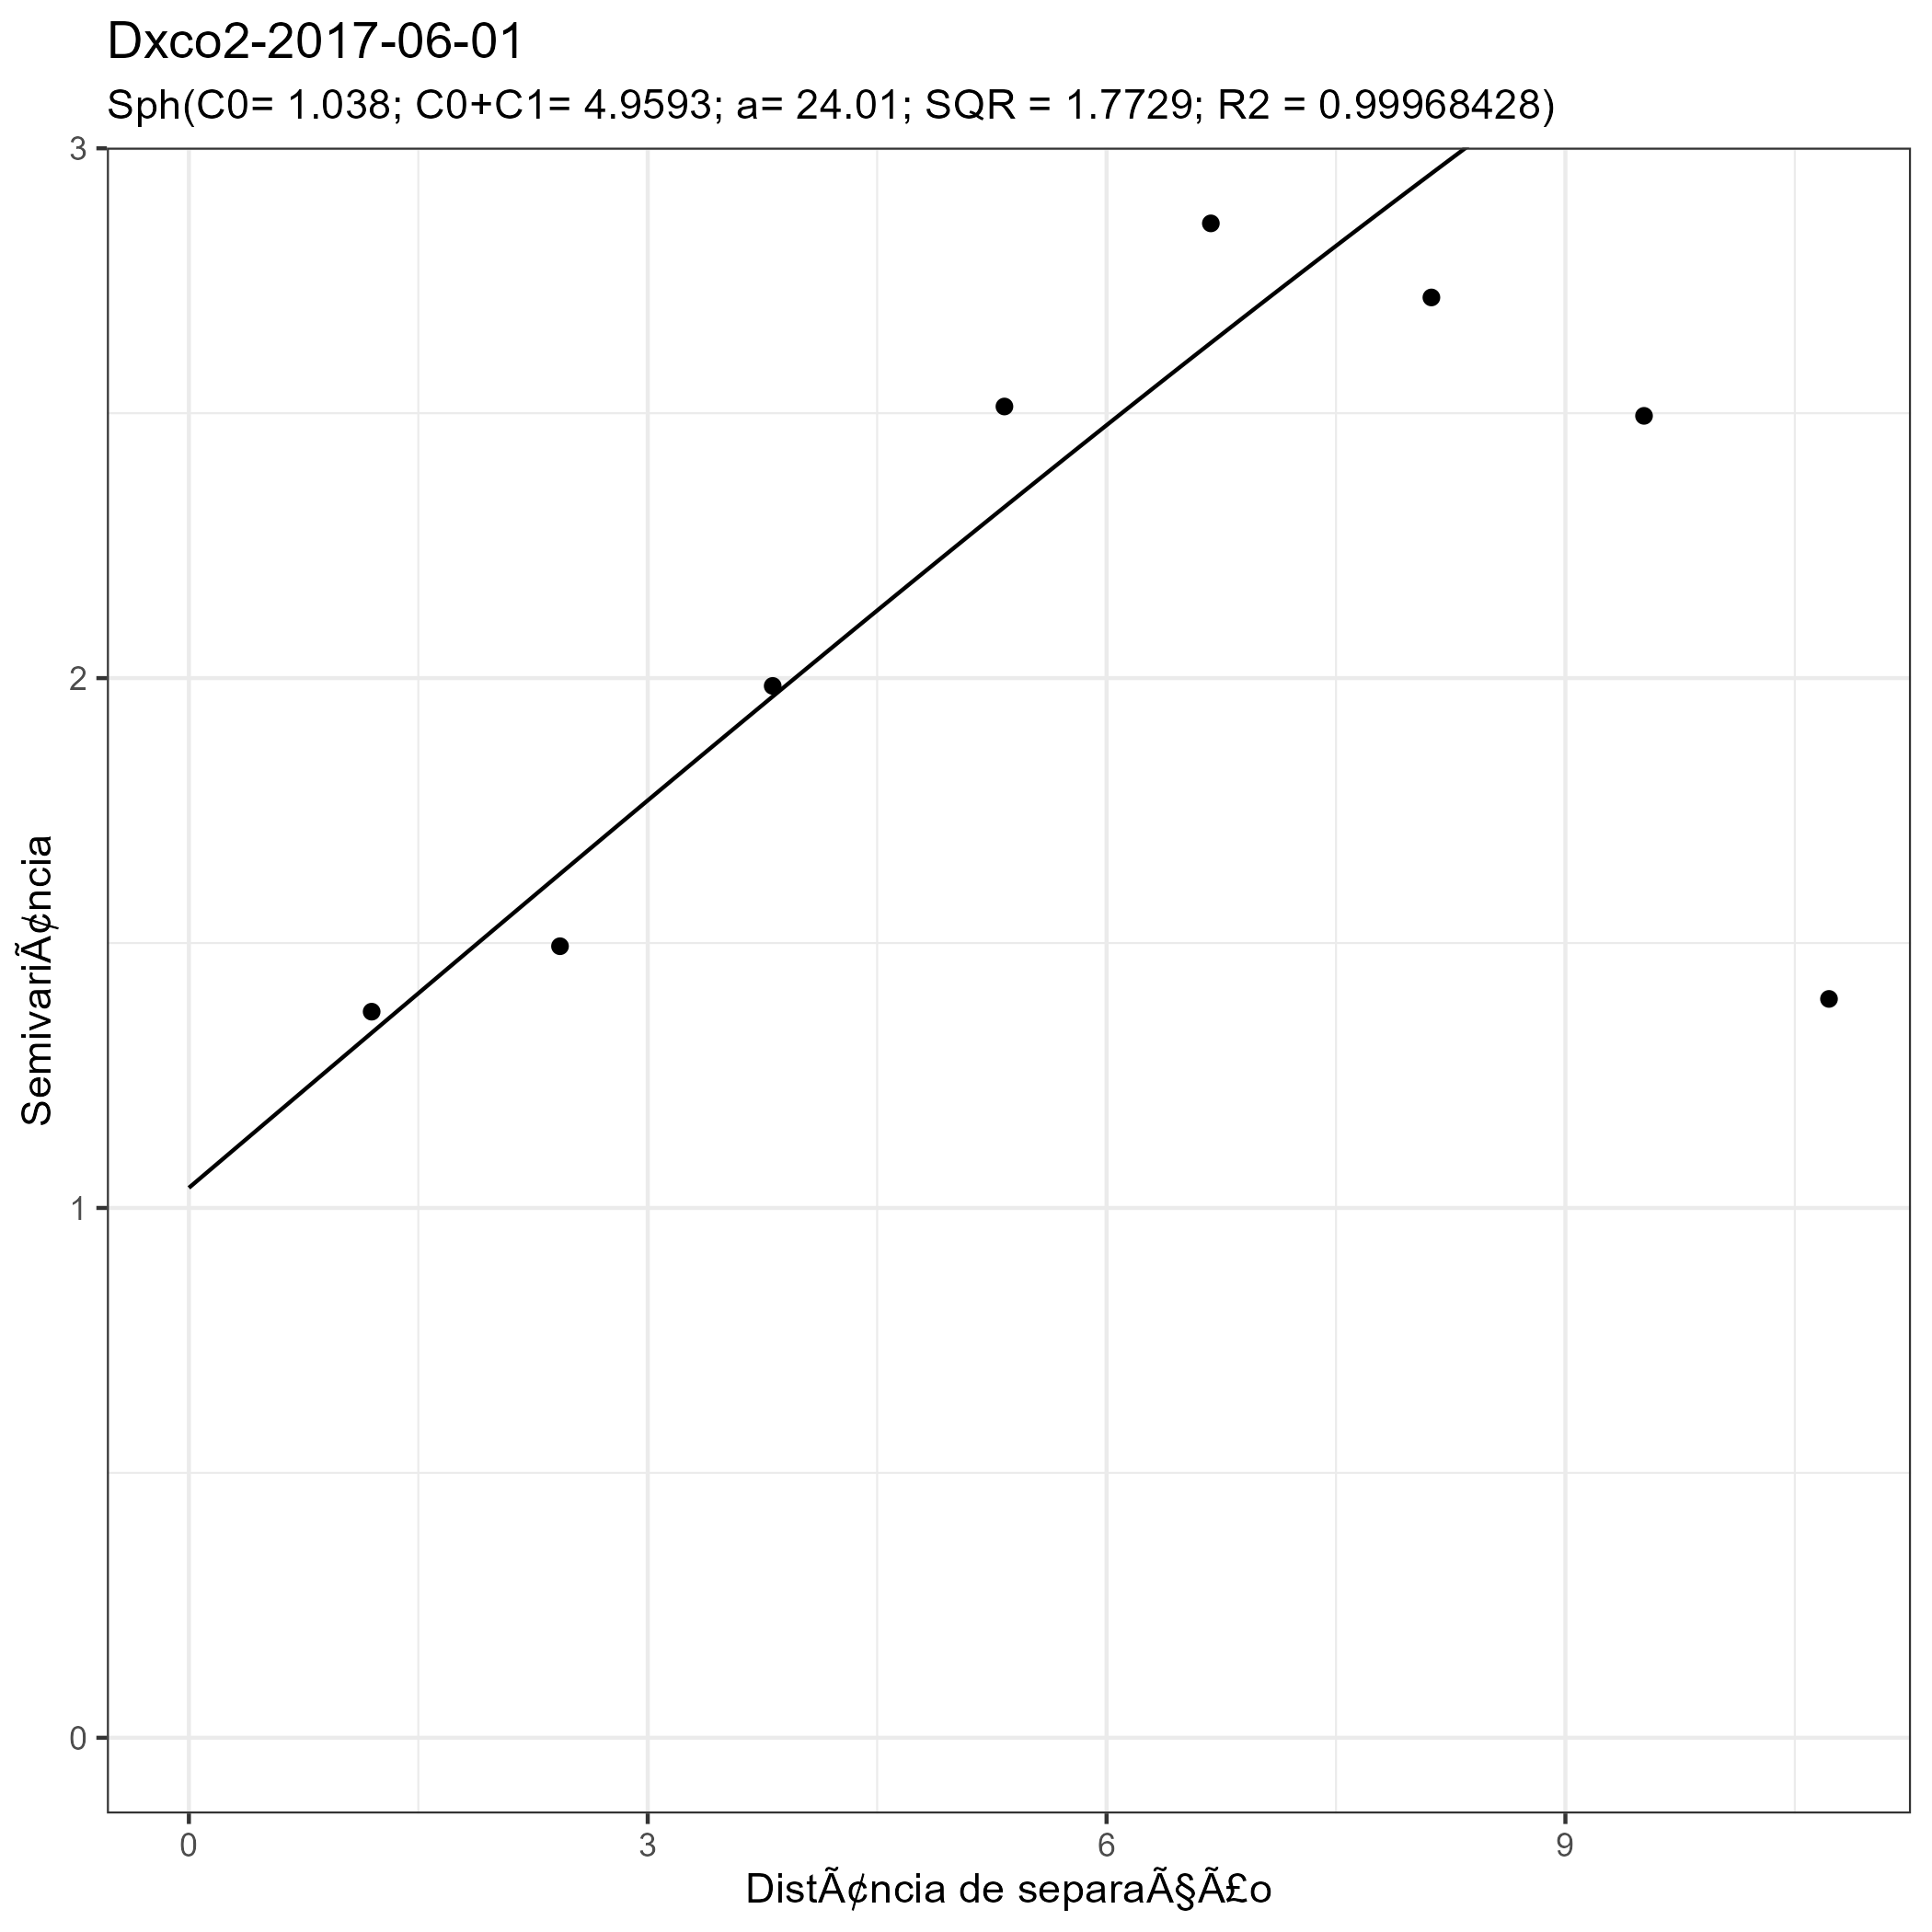 Dxco2-2017-06-01
Sph(C0= 1.038; C0+C1= 4.9593; a= 24.01; SQR = 1.7729; R2 = 0.99968428)
3
2
1
0
SemivariÃ¢ncia
0 3 6 9
DistÃ¢ncia de separaÃ§Ã£o